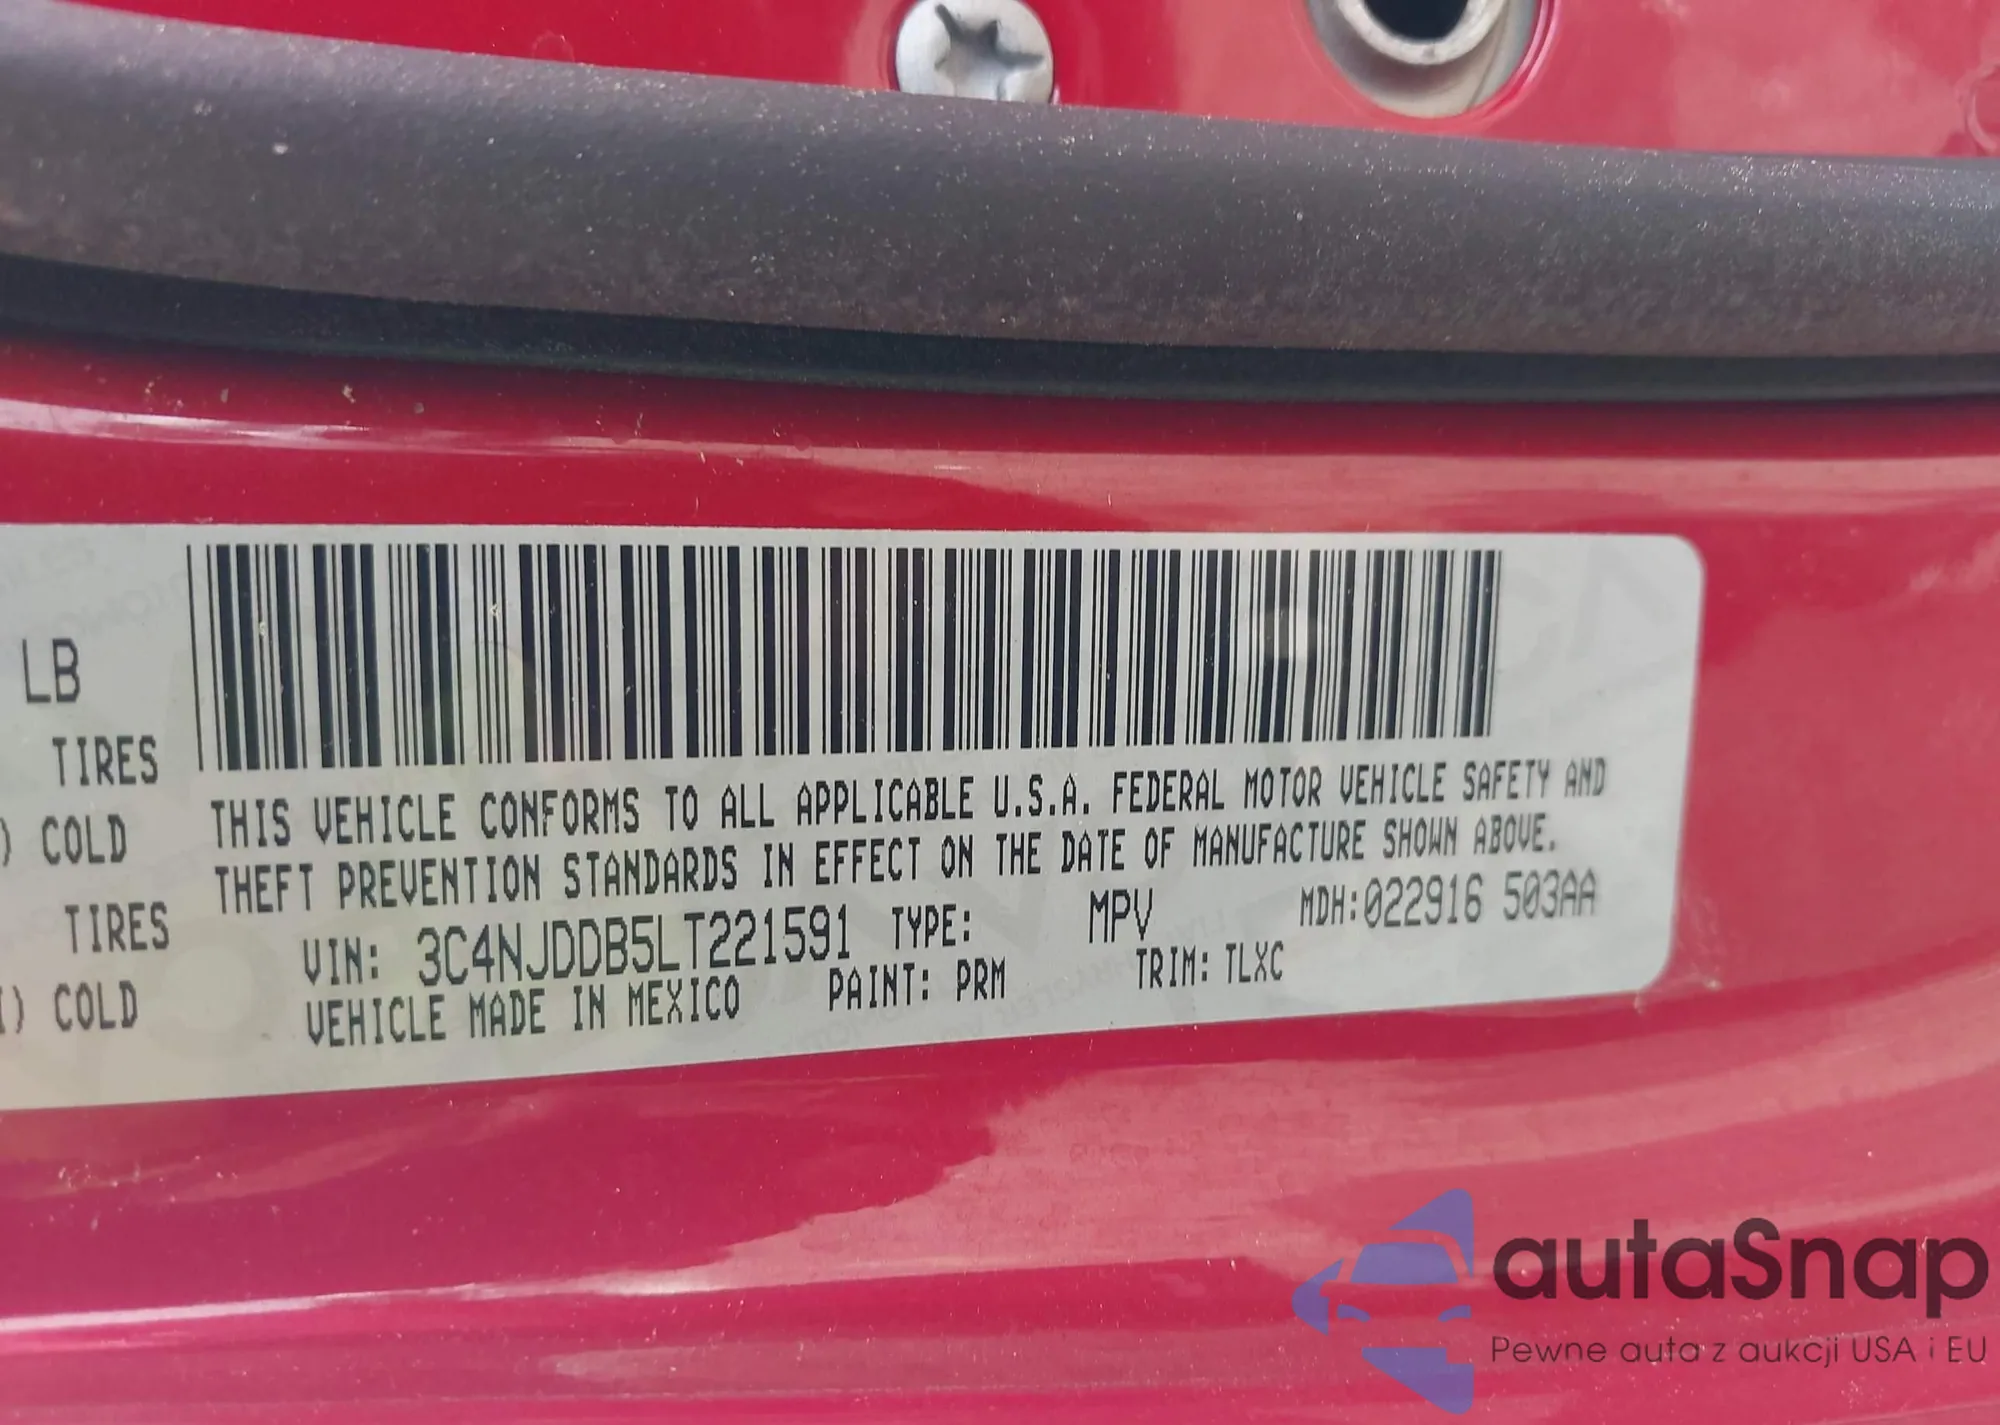 LB
TIRES
) COLD
TIRES
I) COLD
THIS VEHICLE CONFORMS TO ALL APPLICABLE U.S.A. FEDERAL MOTOR VEHICLE SAFETY AND
THEFT PREVENTION STANDARDS IN EFFECT ON THE DATE OF MANUFACTURE SHOWN ABOVE.
VIN: 3C4NJDDB5LT221591 TYPE: MPV MDH:022916 503AA
VEHICLE MADE IN MEXICO PAINT: PRM TRIM: TLXC
autaSnap
Pewne auta z aukcji USA i EU